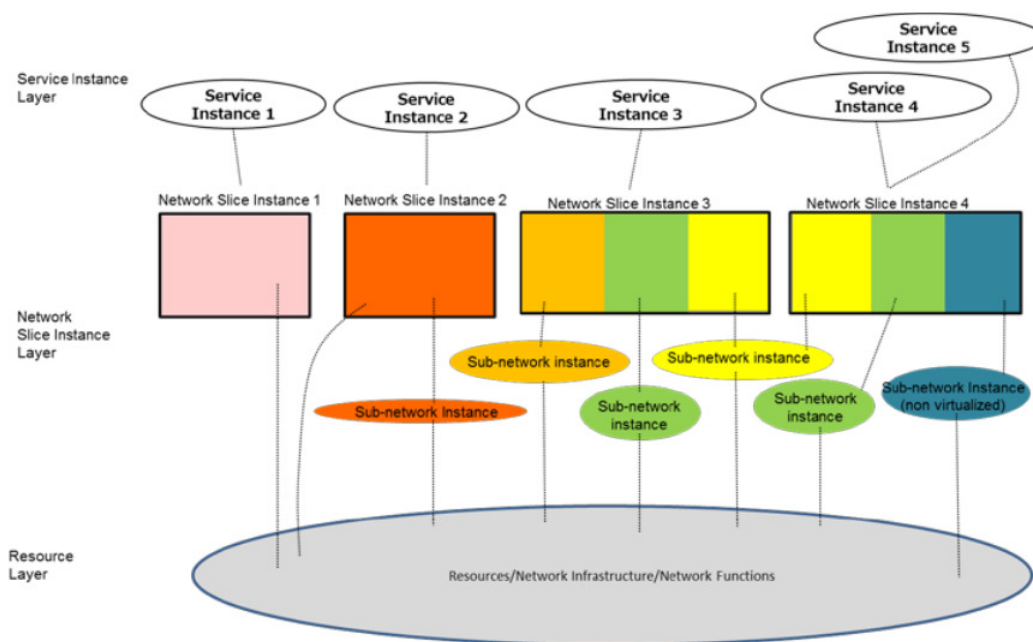 Service
Instance 5
Service Instance
Layer
Service
Instance 1
Service
Instance 2
Service
Instance 3
Service
Instance 4
Network Slice Instance 1
Network Slice Instance 2
Network Slice Instance 3
Network Slice Instance 4
Network
Slice Instance
Layer
Sub-network instance
Sub-network instance
Sub-network Instance
Sub-network
instance
Sub-network
instance
Sub-network Instance
(non virtualized)
Resource
Layer
Resources/Network Infrastructure/Network Functions